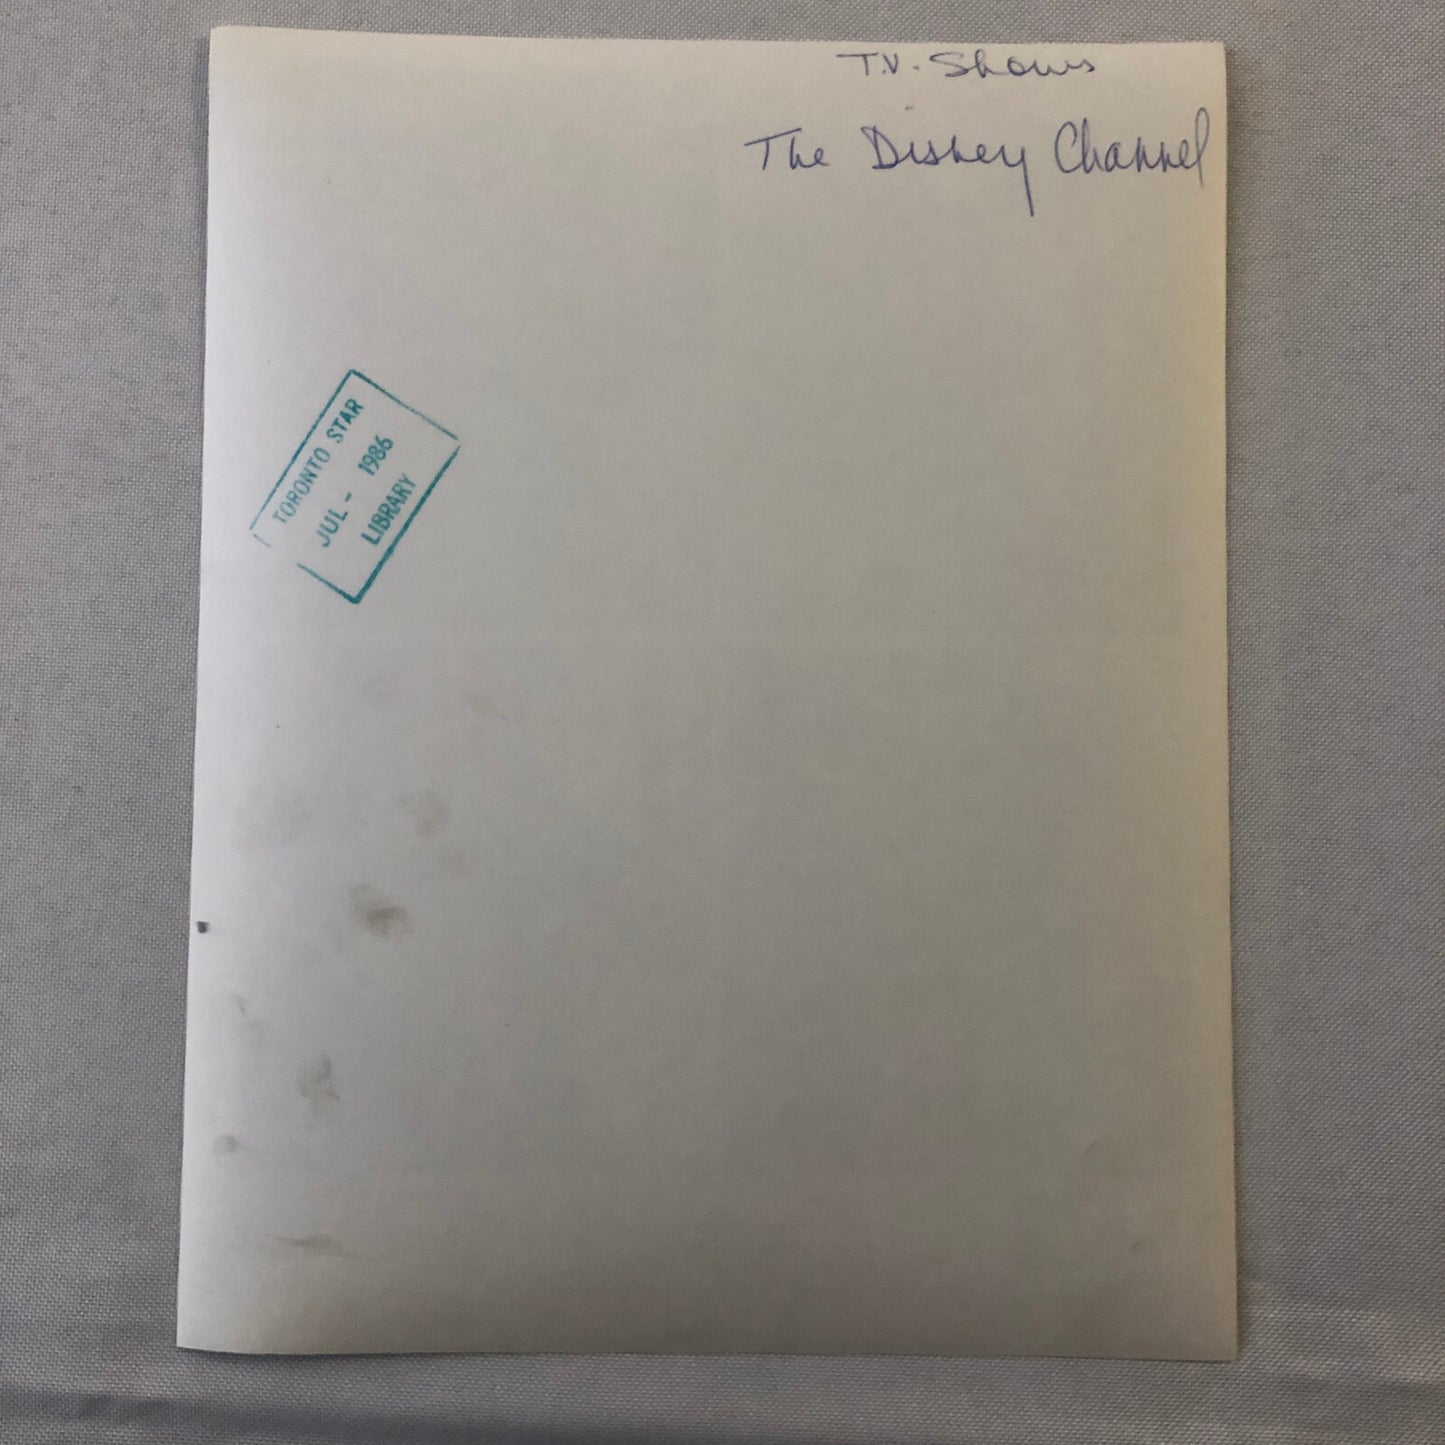 T.V. Shows
The Disney Channel
TORONTO STAR
JUL - 1986
LIBRARY